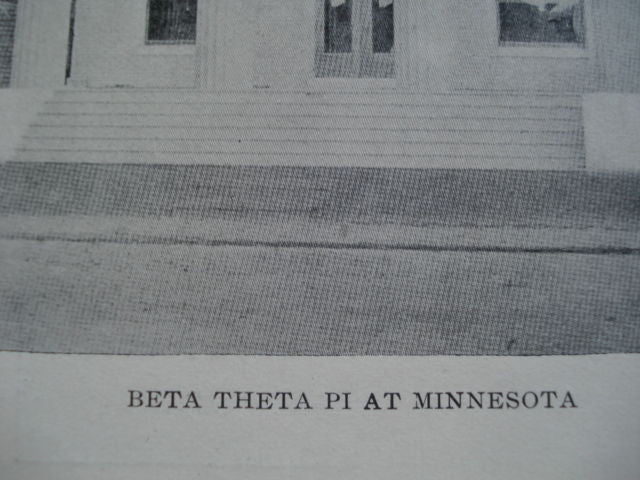 BETA THETA PI AT MINNESOTA